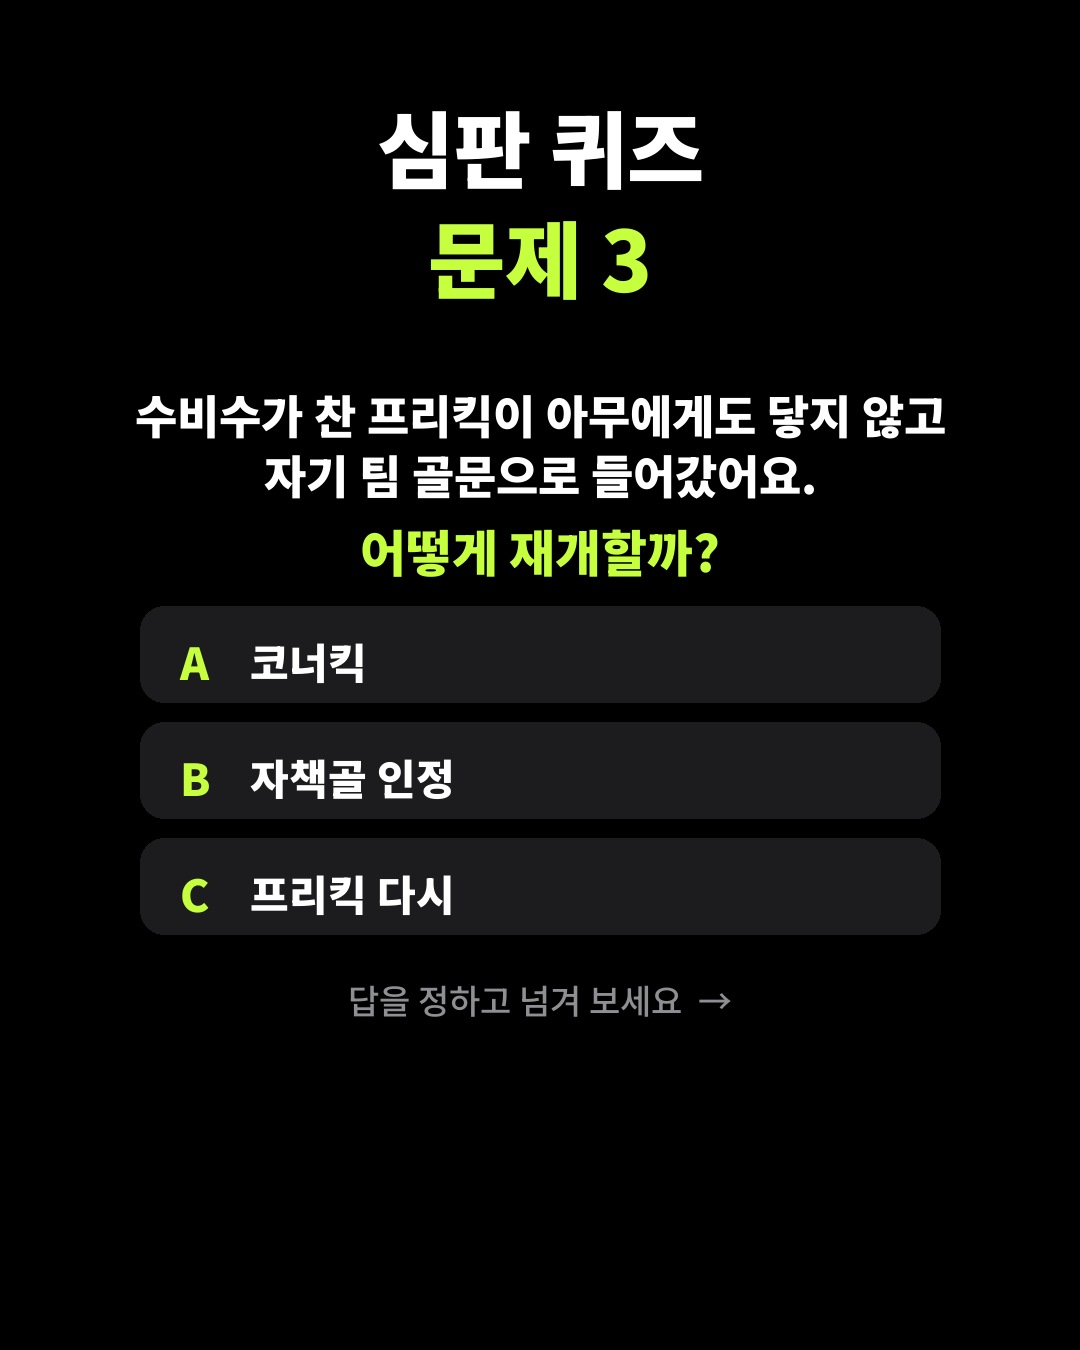 심판 퀴즈
문제 3
수비수가 찬 프리킥이 아무에게도 닿지 않고
자기 팀 골문으로 들어갔어요.
어떻게 재개할까?
A 코너킥
B 자책골 인정
C 프리킥 다시
답을 정하고 넘겨 보세요 →